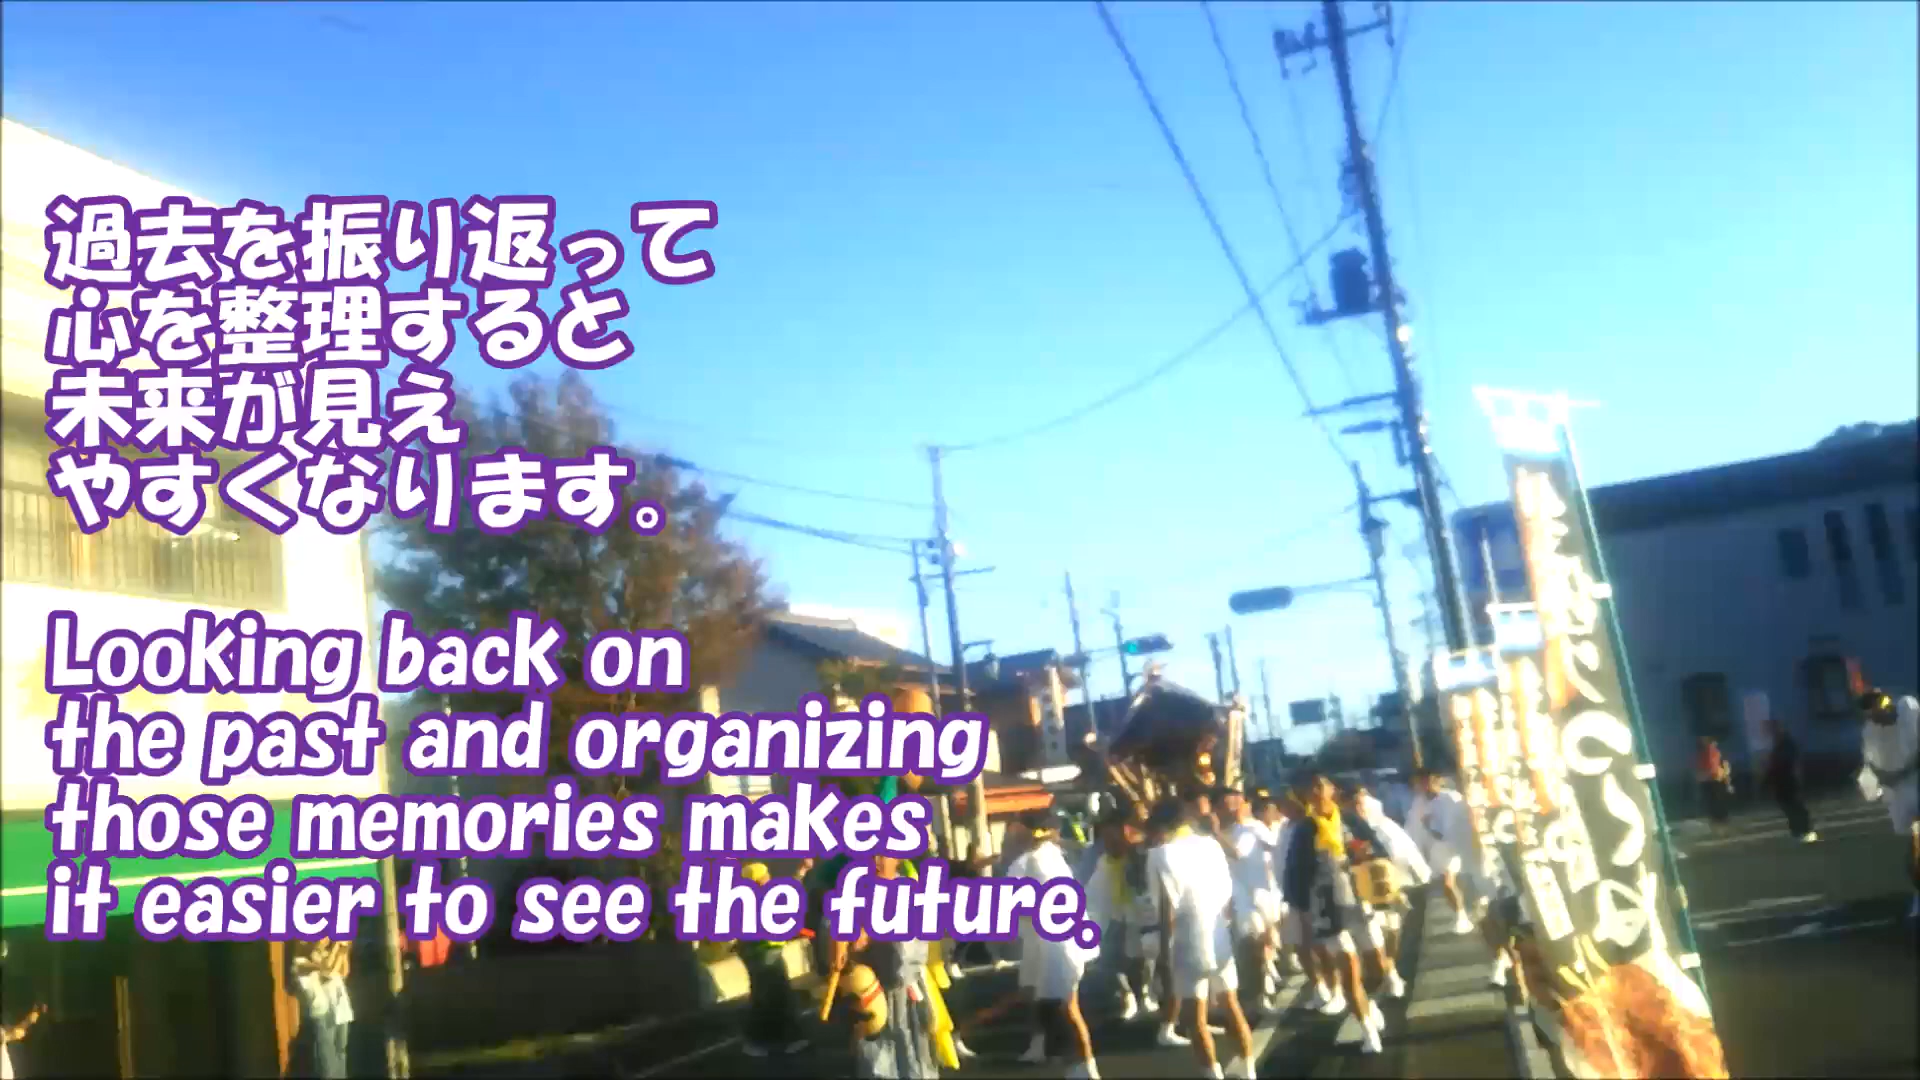 過去を振り返って
心を整理すると
未来が見え
やすくなります。
Looking back on
the past and organizing
those memories makes
it easier to see the future.